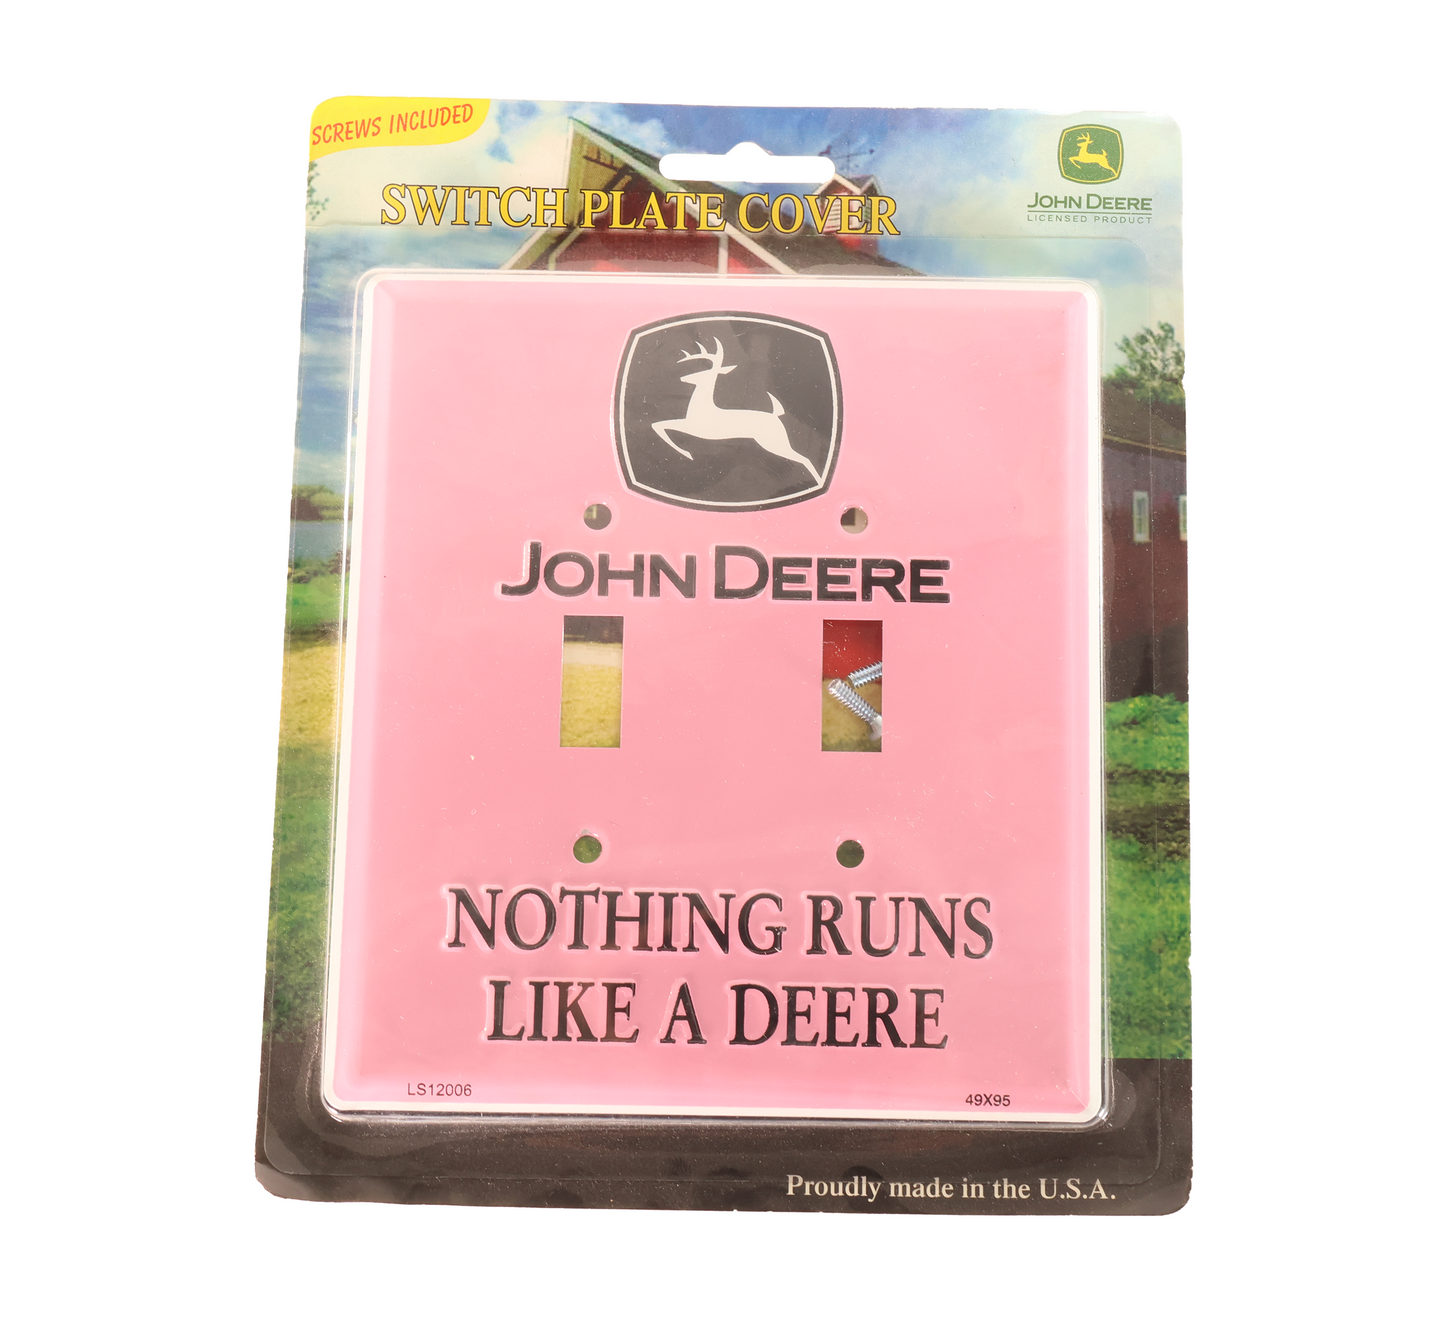 SCREWS INCLUDED
SWITCH PLATE COVER
JOHN DEERE
LICENSED PRODUCT
JOHN DEERE
NOTHING RUNS
LIKE A DEERE
LS12006
49X95
Proudly made in the U.S.A.